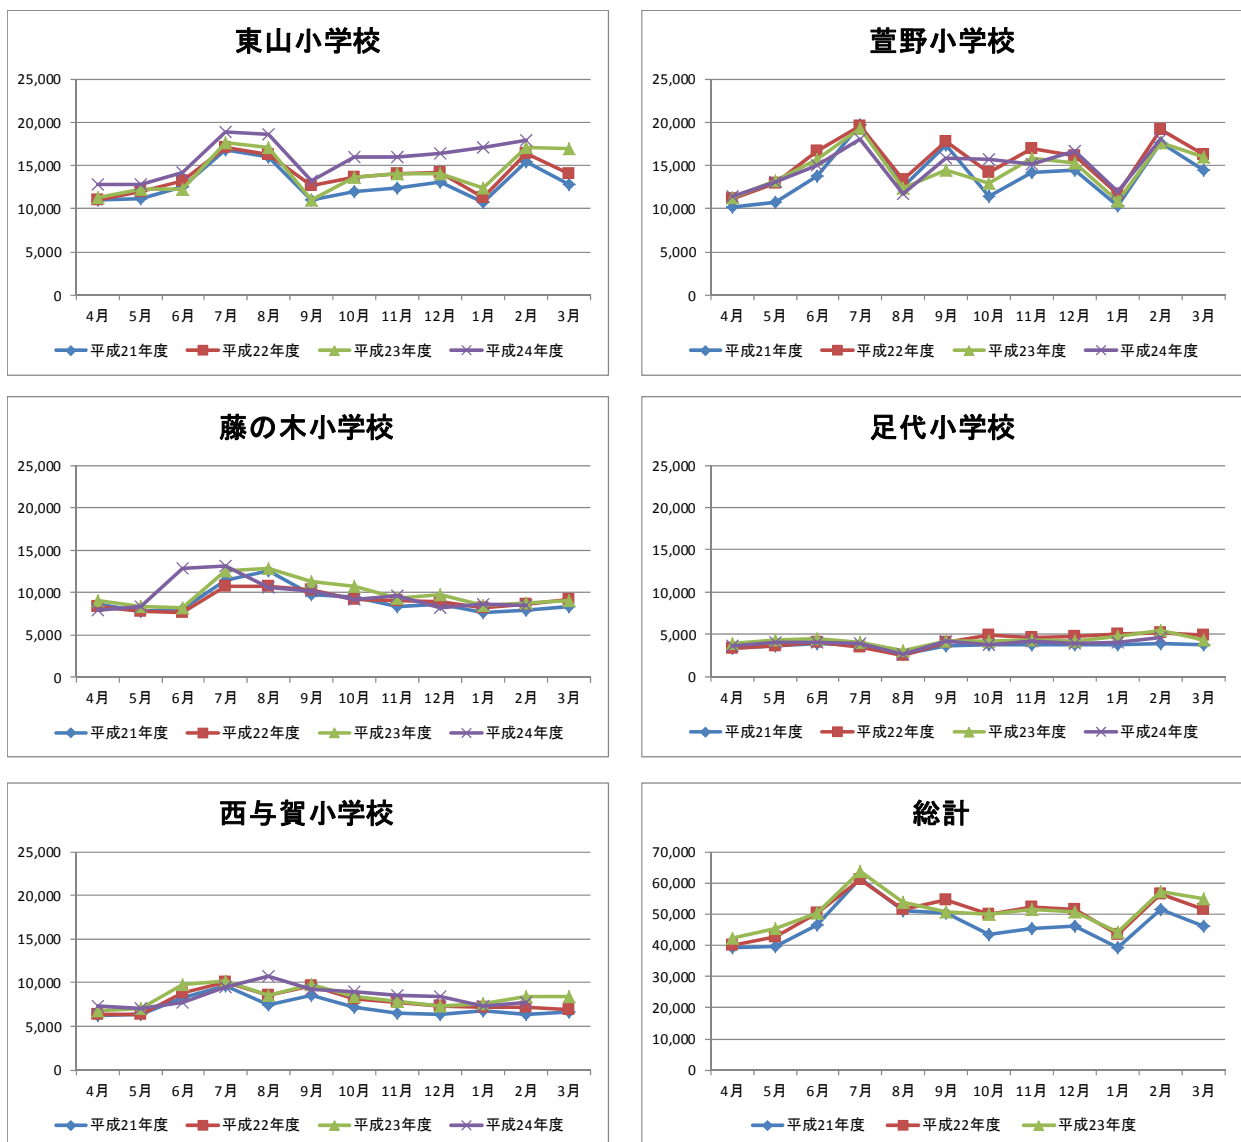 東山小学校
25,000
20,000
15,000
10,000
5,000
0
4月 5月 6月 7月 8月 9月 10月 11月 12月 1月 2月 3月
平成21年度 平成22年度 平成23年度 平成24年度
萱野小学校
25,000
20,000
15,000
10,000
5,000
0
4月 5月 6月 7月 8月 9月 10月 11月 12月 1月 2月 3月
平成21年度 平成22年度 平成23年度 平成24年度
藤の木小学校
25,000
20,000
15,000
10,000
5,000
0
4月 5月 6月 7月 8月 9月 10月 11月 12月 1月 2月 3月
平成21年度 平成22年度 平成23年度 平成24年度
足代小学校
25,000
20,000
15,000
10,000
5,000
0
4月 5月 6月 7月 8月 9月 10月 11月 12月 1月 2月 3月
平成21年度 平成22年度 平成23年度 平成24年度
西与賀小学校
25,000
20,000
15,000
10,000
5,000
0
4月 5月 6月 7月 8月 9月 10月 11月 12月 1月 2月 3月
平成21年度 平成22年度 平成23年度 平成24年度
総計
70,000
60,000
50,000
40,000
30,000
20,000
10,000
0
4月 5月 6月 7月 8月 9月 10月 11月 12月 1月 2月 3月
平成21年度 平成22年度 平成23年度